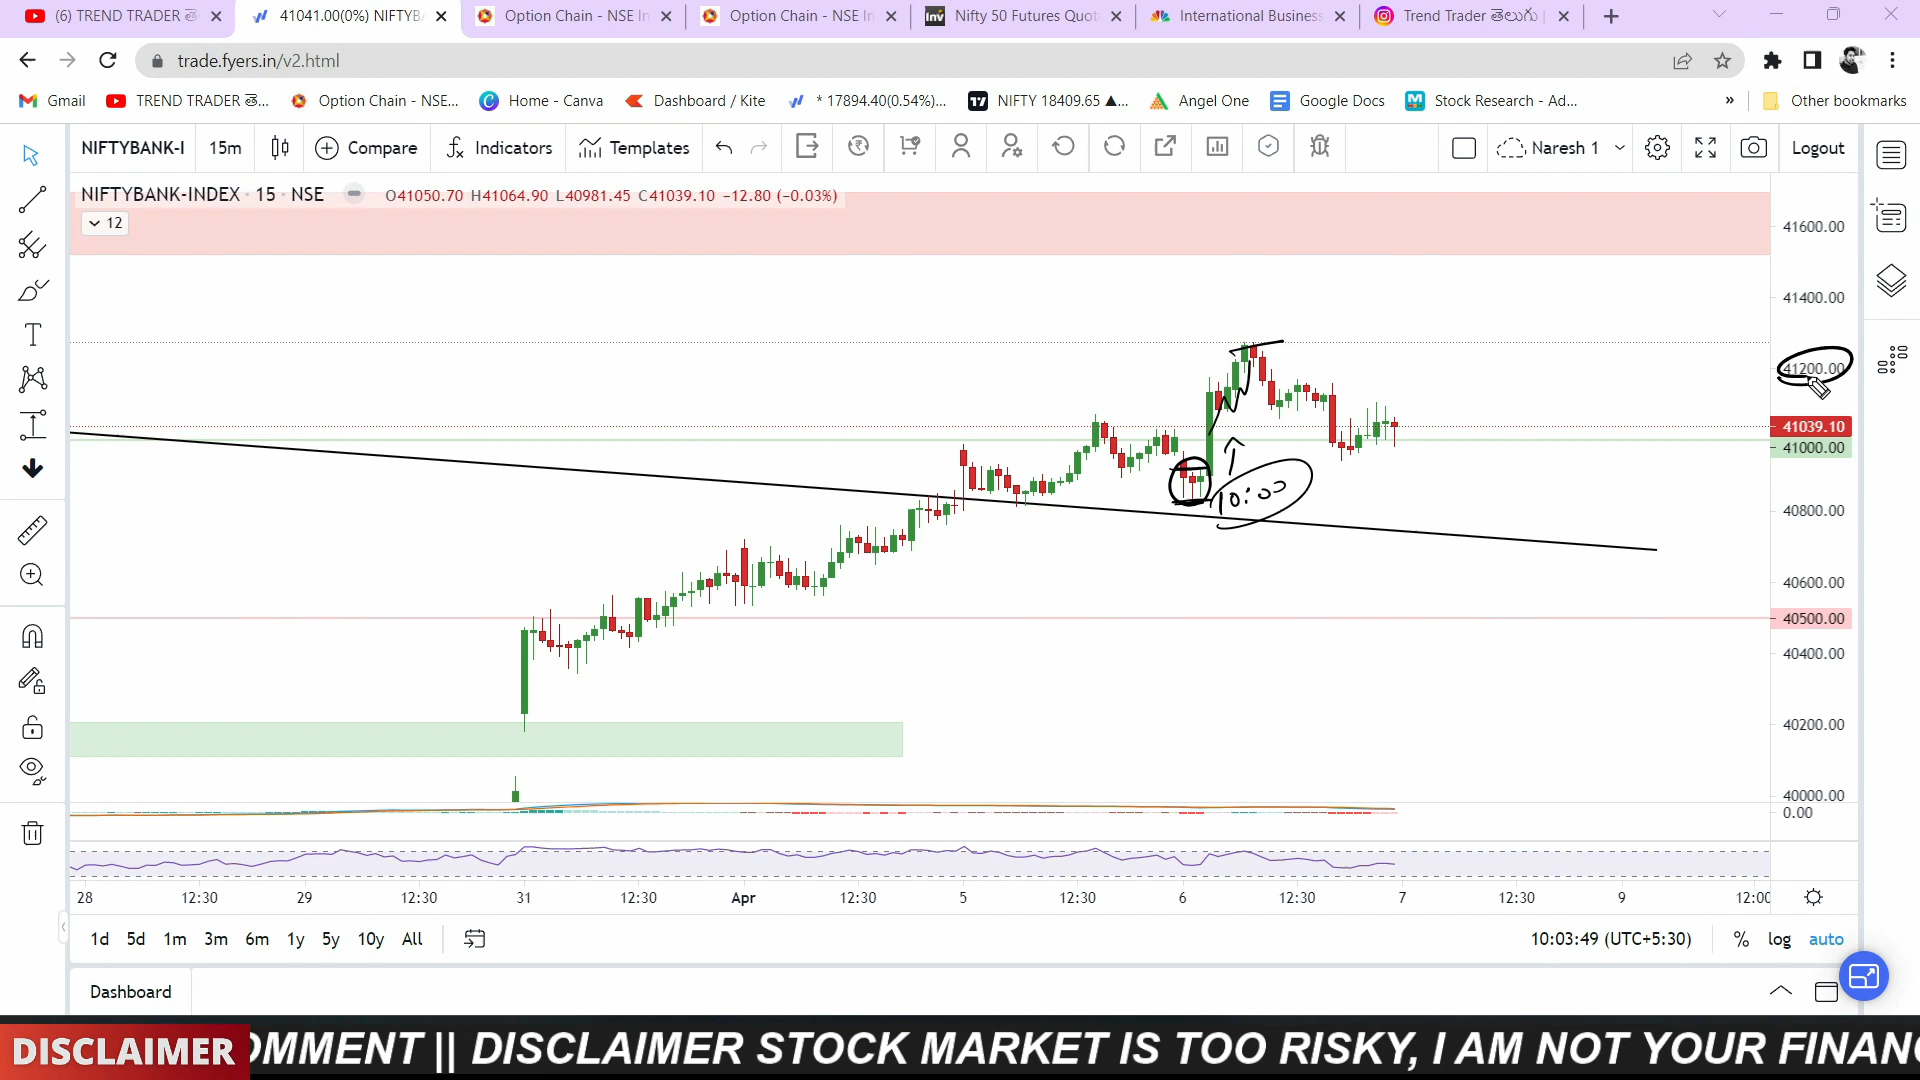 (6) TREND TRADER తె
41041.00(0%) NIFTYB
Option Chain - NSE In
Option Chain - NSE In
Nifty 50 Futures Quot
International Business
Trend Trader తెలుగు |
trade.fyers.in/v2.html
Gmail
TREND TRADER తె...
Option Chain - NSE...
Home - Canva
Dashboard / Kite
* 17894.40(0.54%)...
NIFTY 18409.65 ▲...
Angel One
Google Docs
Stock Research - Ad...
»
Other bookmarks
NIFTYBANK-I
15m
Compare
Indicators
Templates
Naresh 1
Logout
NIFTYBANK-INDEX · 15 · NSE
O41050.70 H41064.90 L40981.45 C41039.10 −12.80 (−0.03%)
12
41600.00
41400.00
41200.00
41039.10
41000.00
10:00
40800.00
40600.00
40500.00
40400.00
40200.00
40000.00
0.00
28 12:30 29 12:30 31 12:30 Apr 12:30 5 12:30 6 12:30 7 12:30 9 12:00
1d 5d 1m 3m 6m 1y 5y 10y All
10:03:49 (UTC+5:30)
% log auto
Dashboard
DISCLAIMER
OMMENT || DISCLAIMER STOCK MARKET IS TOO RISKY, I AM NOT YOUR FINAN